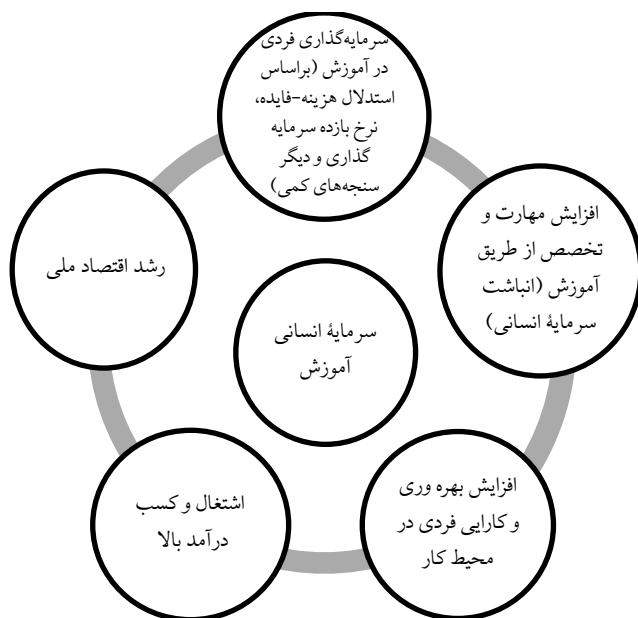 سرمایه‌گذاری فردی
در آموزش (براساس
استدلال هزینه-فایده،
نرخ بازده سرمایه
گذاری و دیگر
سنجه‌های کمی)
افزایش مهارت و
تخصص از طریق
آموزش (انباشت
سرمایۀ انسانی)
افزایش بهره وری
و کارایی فردی در
محیط کار
اشتغال و کسب
درآمد بالا
رشد اقتصاد ملی
سرمایۀ انسانی
آموزش